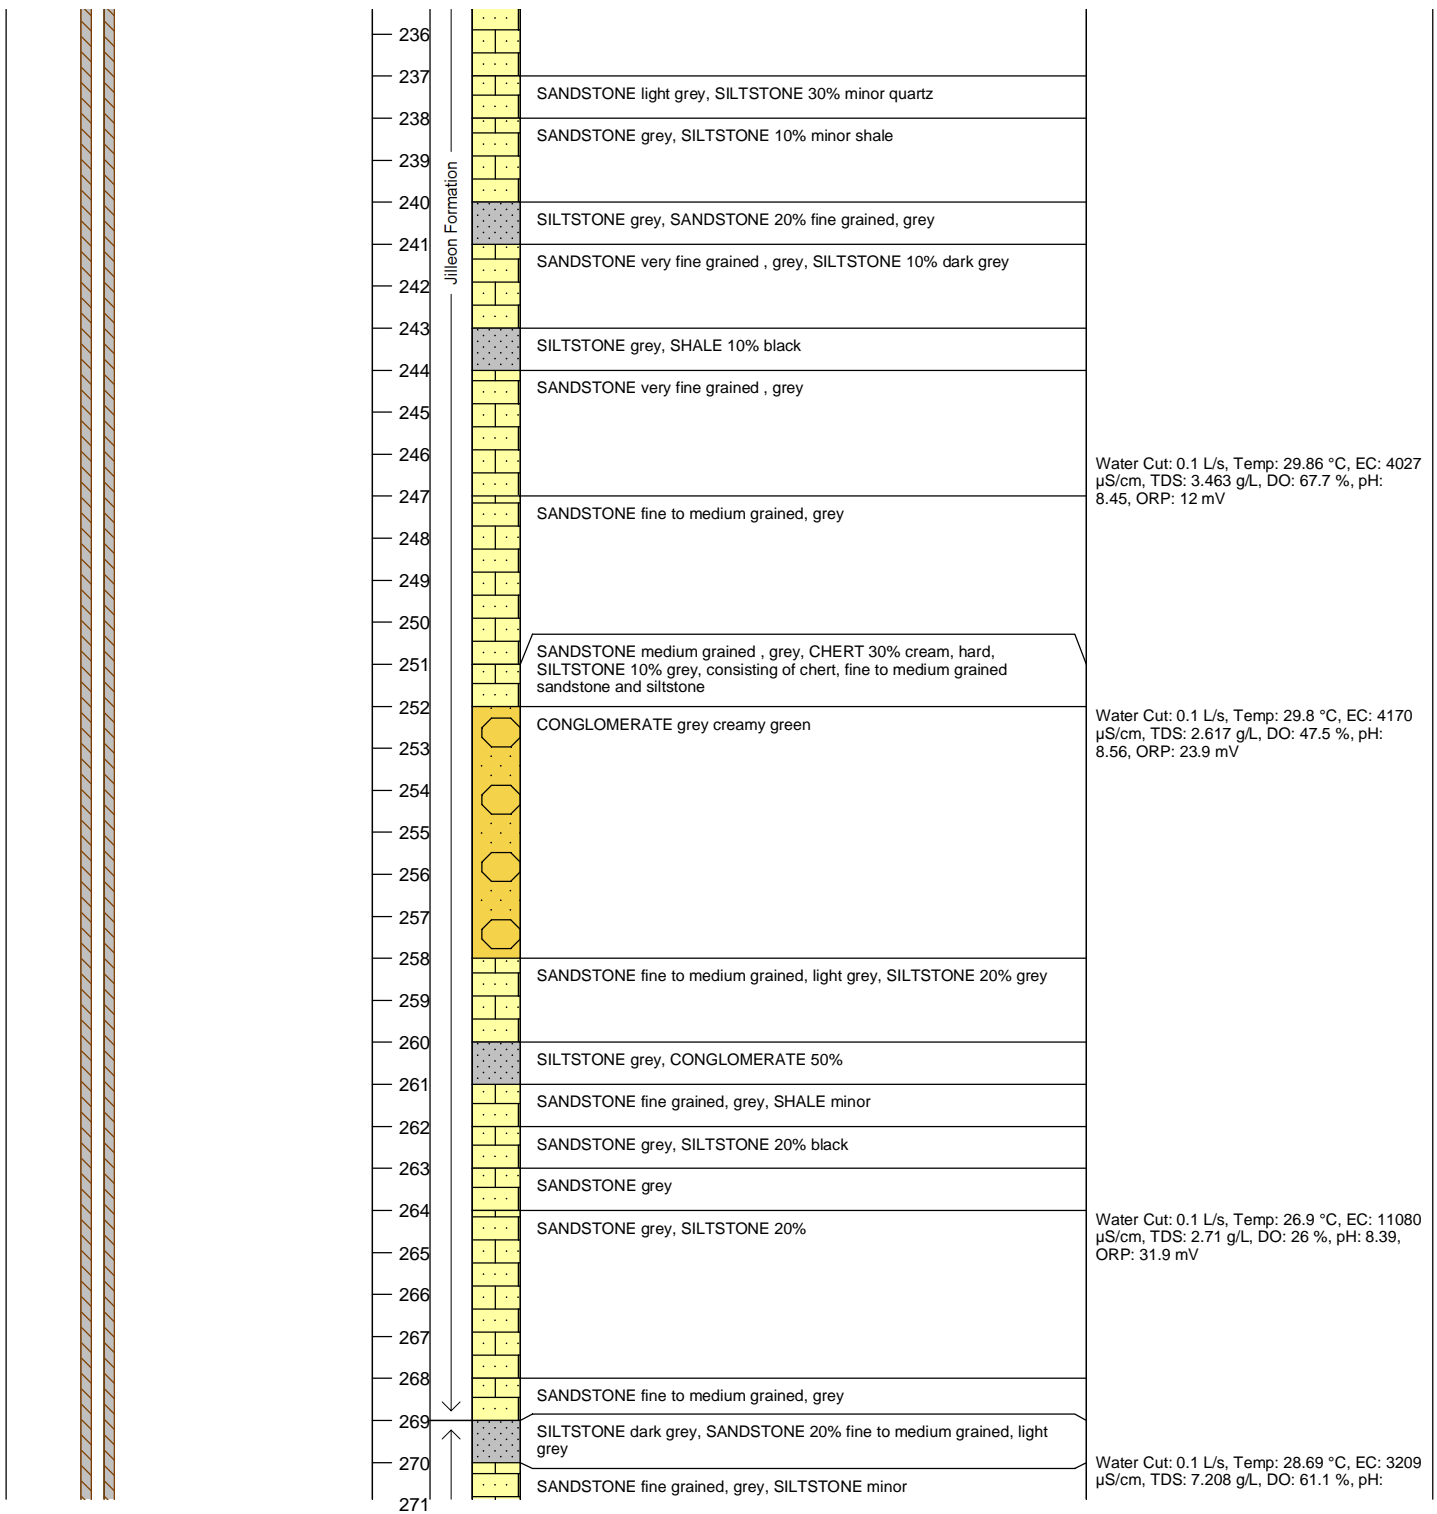 236
237
SANDSTONE light grey, SILTSTONE 30% minor quartz
238
SANDSTONE grey, SILTSTONE 10% minor shale
239
Jilleon Formation
240
SILTSTONE grey, SANDSTONE 20% fine grained, grey
241
SANDSTONE very fine grained , grey, SILTSTONE 10% dark grey
242
243
SILTSTONE grey, SHALE 10% black
244
SANDSTONE very fine grained , grey
245
246
Water Cut: 0.1 L/s, Temp: 29.86 °C, EC: 4027
µS/cm, TDS: 3.463 g/L, DO: 67.7 %, pH:
8.45, ORP: 12 mV
247
SANDSTONE fine to medium grained, grey
248
249
250
SANDSTONE medium grained , grey, CHERT 30% cream, hard,
SILTSTONE 10% grey, consisting of chert, fine to medium grained
sandstone and siltstone
251
252
CONGLOMERATE grey creamy green
Water Cut: 0.1 L/s, Temp: 29.8 °C, EC: 4170
µS/cm, TDS: 2.617 g/L, DO: 47.5 %, pH:
8.56, ORP: 23.9 mV
253
254
255
256
257
258
SANDSTONE fine to medium grained, light grey, SILTSTONE 20% grey
259
260
SILTSTONE grey, CONGLOMERATE 50%
261
SANDSTONE fine grained, grey, SHALE minor
262
SANDSTONE grey, SILTSTONE 20% black
263
SANDSTONE grey
264
SANDSTONE grey, SILTSTONE 20%
Water Cut: 0.1 L/s, Temp: 26.9 °C, EC: 11080
µS/cm, TDS: 2.71 g/L, DO: 26 %, pH: 8.39,
ORP: 31.9 mV
265
266
267
268
SANDSTONE fine to medium grained, grey
269
SILTSTONE dark grey, SANDSTONE 20% fine to medium grained, light
grey
270
SANDSTONE fine grained, grey, SILTSTONE minor
Water Cut: 0.1 L/s, Temp: 28.69 °C, EC: 3209
µS/cm, TDS: 7.208 g/L, DO: 61.1 %, pH:
271